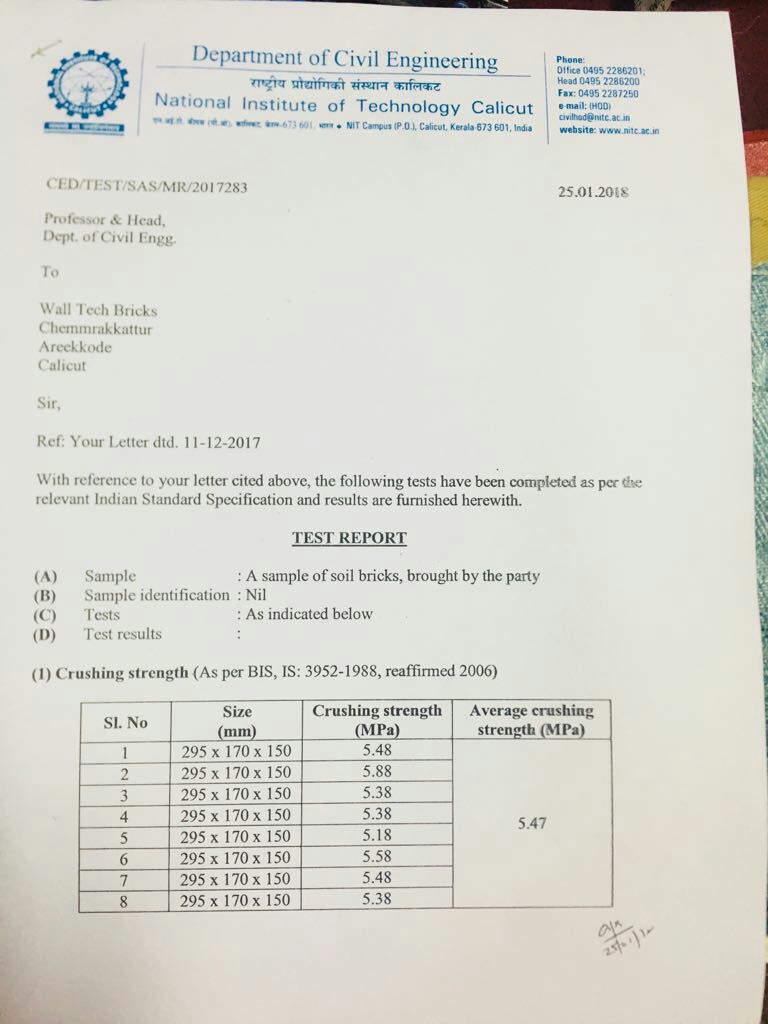 Department of Civil Engineering
राष्ट्रीय प्रौद्योगिकी संस्थान कालिकट
National Institute of Technology Calicut
एन.आई.टी. कैंपस (पी.ओ), कालिकट, केरल-673 601, भारत • NIT Campus (P.O.), Calicut, Kerala-673 601, India
Phone:
Office 0495 2286201;
Head 0495 2286200
Fax: 0495 2287250
e-mail: (HOD)
civilhod@nitc.ac.in
website: www.nitc.ac.in
CED/TEST/SAS/MR/2017283
25.01.2018
Professor & Head,
Dept. of Civil Engg.
To
Wall Tech Bricks
Chemmrakkattur
Areekkode
Calicut
Sir,
Ref: Your Letter dtd. 11-12-2017
With reference to your letter cited above, the following tests have been completed as per the
relevant Indian Standard Specification and results are furnished herewith.
TEST REPORT
(A) Sample : A sample of soil bricks, brought by the party
(B) Sample identification : Nil
(C) Tests : As indicated below
(D) Test results :
(1) Crushing strength (As per BIS, IS: 3952-1988, reaffirmed 2006)
Sl. No Size (mm) Crushing strength (MPa) Average crushing strength (MPa)
1 295 x 170 x 150 5.48
2 295 x 170 x 150 5.88
3 295 x 170 x 150 5.38
4 295 x 170 x 150 5.38
5.47
5 295 x 170 x 150 5.18
6 295 x 170 x 150 5.58
7 295 x 170 x 150 5.48
8 295 x 170 x 150 5.38